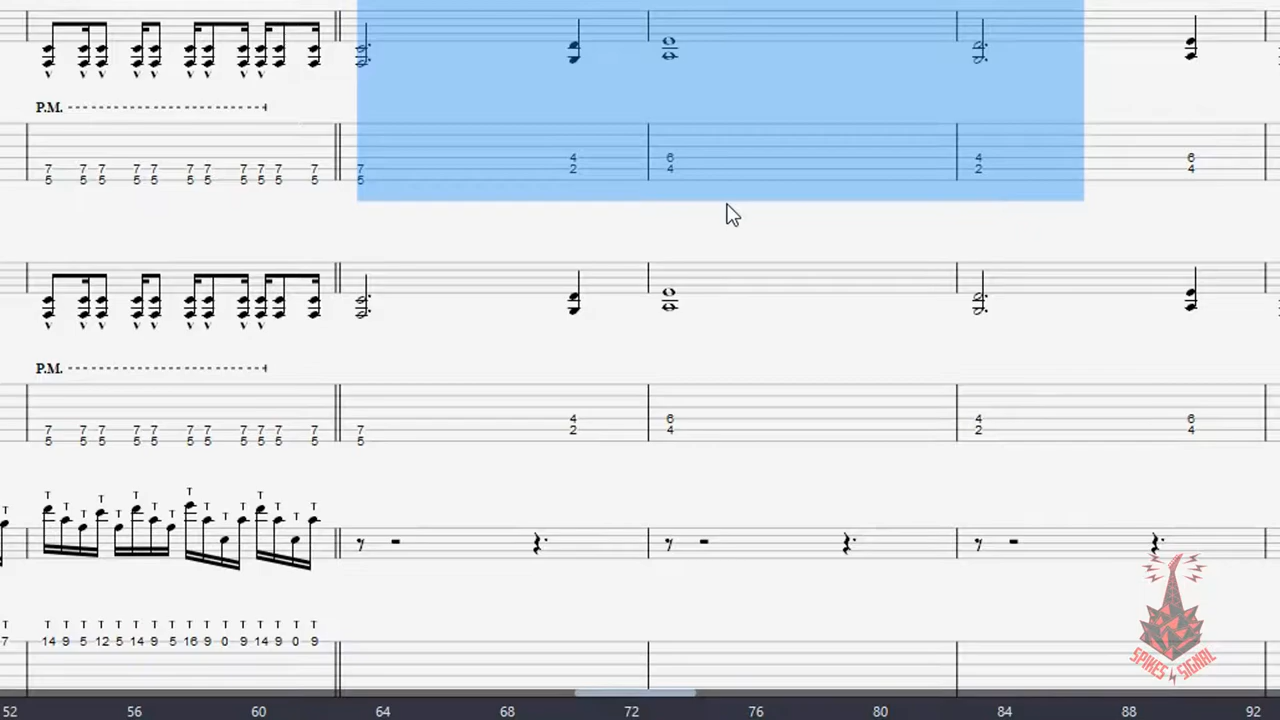 P.M.
7 7 7 7 7 7 7 7 7 7 7 4 6 4 6
5 5 5 5 5 5 5 5 5 5 5 2 4 2 4
P.M.
7 7 7 7 7 7 7 7 7 7 7 4 6 4 6
5 5 5 5 5 5 5 5 5 5 5 2 4 2 4
T T T T T T T T T T T T T
T T T T T T T T T T T T T T T T T
7 14 9 5 12 5 14 9 5 16 9 0 9 14 9 0 9
SPIKES SIGNAL
52 56 60 64 68 72 76 80 84 88 92